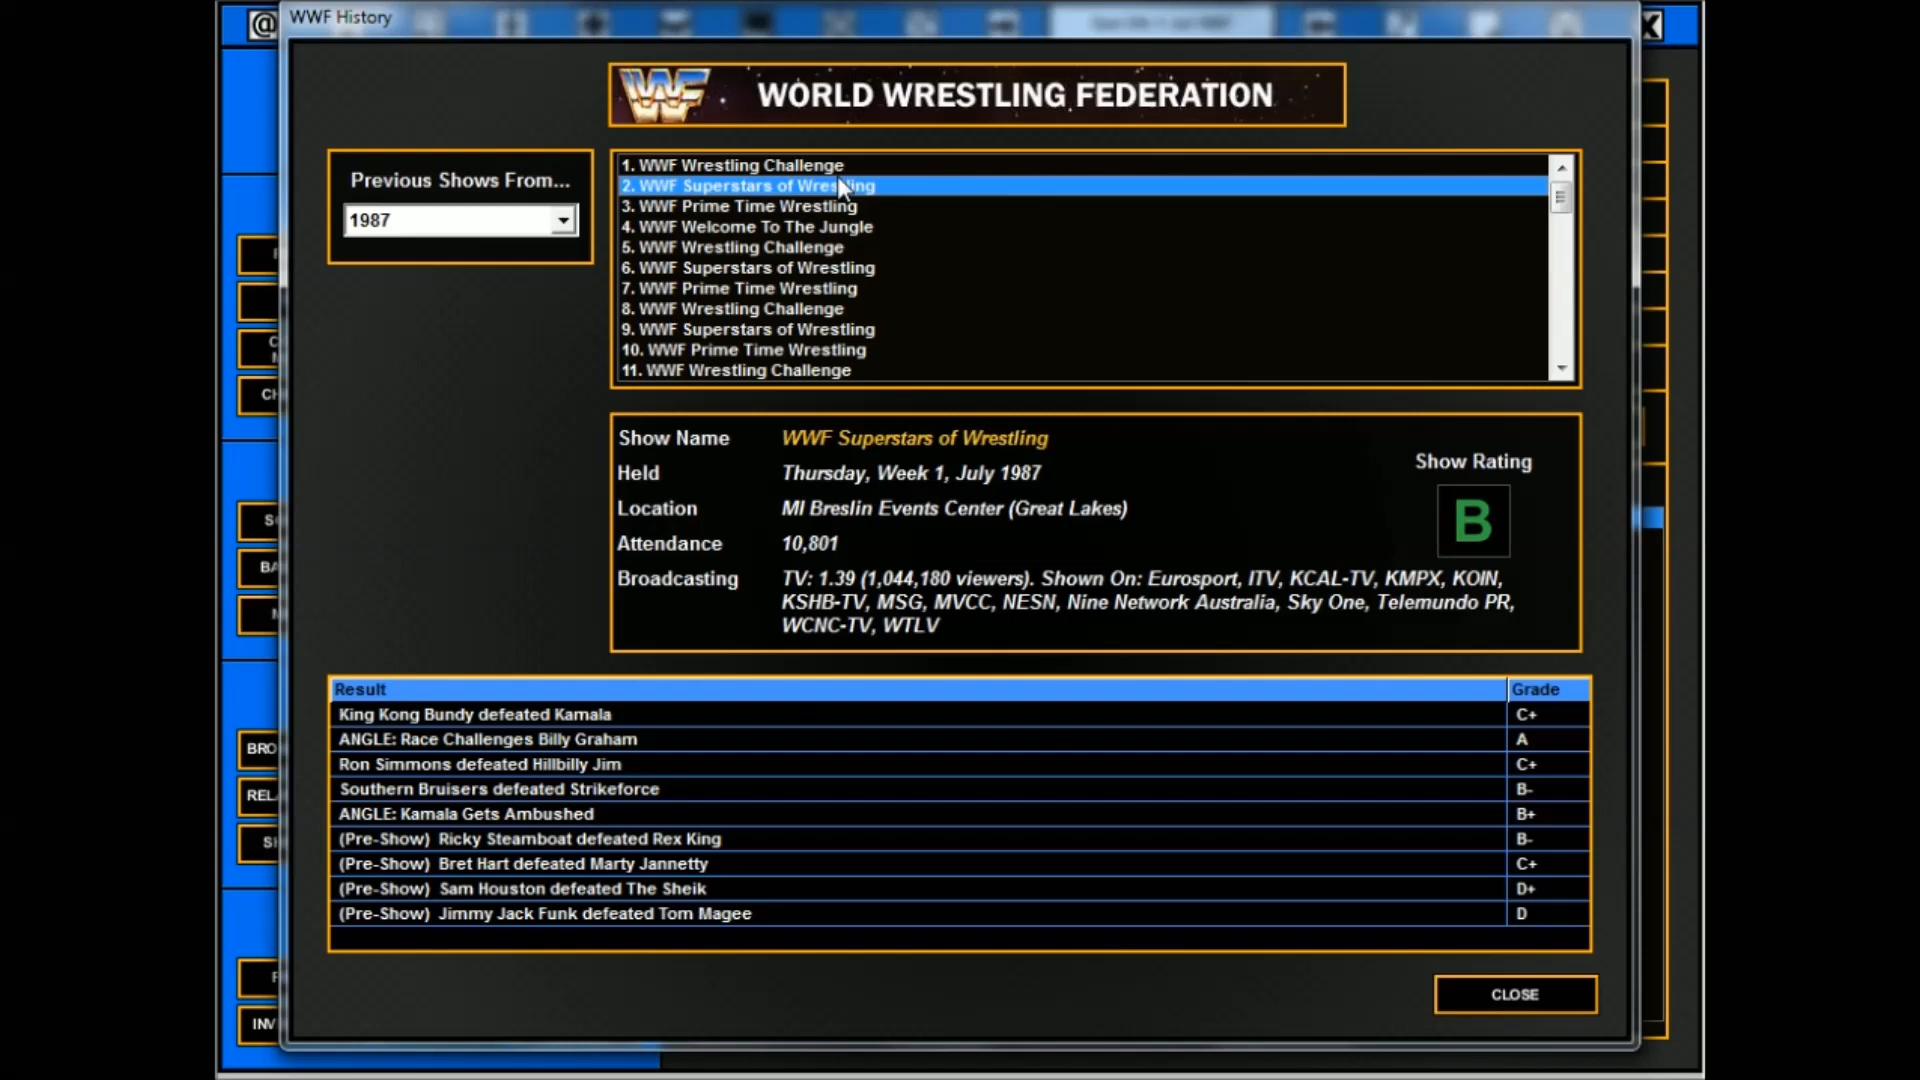 WWF History
WWF WORLD WRESTLING FEDERATION
Previous Shows From...
1987
1. WWF Wrestling Challenge
2. WWF Superstars of Wrestling
3. WWF Prime Time Wrestling
4. WWF Welcome To The Jungle
5. WWF Wrestling Challenge
6. WWF Superstars of Wrestling
7. WWF Prime Time Wrestling
8. WWF Wrestling Challenge
9. WWF Superstars of Wrestling
10. WWF Prime Time Wrestling
11. WWF Wrestling Challenge
Show Name WWF Superstars of Wrestling
Held Thursday, Week 1, July 1987
Location MI Breslin Events Center (Great Lakes)
Attendance 10,801
Broadcasting TV: 1.39 (1,044,180 viewers). Shown On: Eurosport, ITV, KCAL-TV, KMPX, KOIN,
KSHB-TV, MSG, MVCC, NESN, Nine Network Australia, Sky One, Telemundo PR,
WCNC-TV, WTLV
Show Rating
B
Result Grade
King Kong Bundy defeated Kamala C+
ANGLE: Race Challenges Billy Graham A
Ron Simmons defeated Hillbilly Jim C+
Southern Bruisers defeated Strikeforce B-
ANGLE: Kamala Gets Ambushed B+
(Pre-Show) Ricky Steamboat defeated Rex King B-
(Pre-Show) Bret Hart defeated Marty Jannetty C+
(Pre-Show) Sam Houston defeated The Sheik D+
(Pre-Show) Jimmy Jack Funk defeated Tom Magee D
CLOSE
@
X
CH
BA
BRO
REL
INV